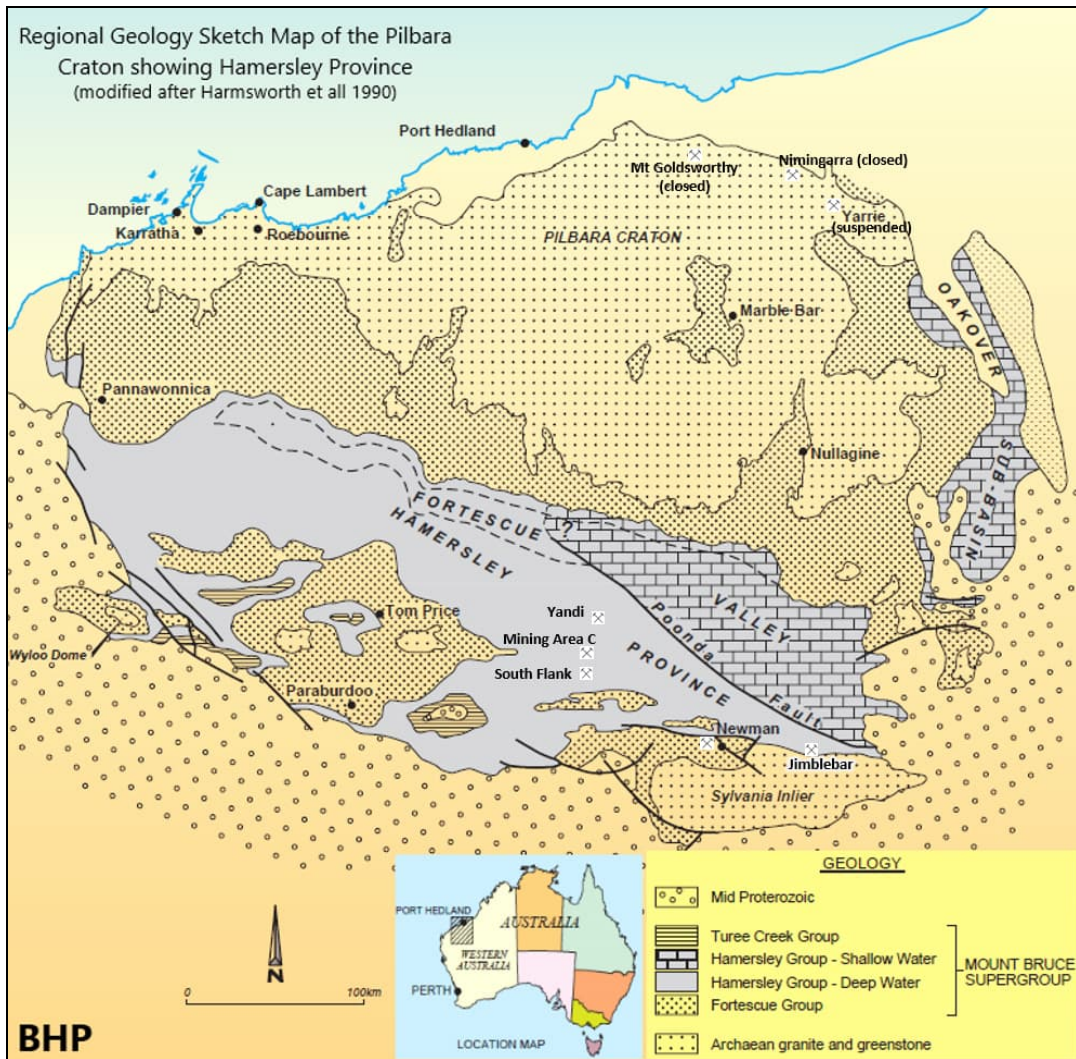 Regional Geology Sketch Map of the Pilbara
Craton showing Hamersley Province
(modified after Harmsworth et all 1990)
Port Hedland
Mt Goldsworthy
(closed)
Nimingarra (closed)
Cape Lambert
Dampier
Karratha
Roebourne
Yarrie
(suspended)
PILBARA CRATON
OAKOVER
SUB-BASIN
Marble Bar
Pannawonnica
Nullagine
FORTESCUE
?
VALLEY
HAMERSLEY
PROVINCE
Poonda
Fault
Tom Price
Yandi
Mining Area C
South Flank
Wyloo Dome
Paraburdoo
Newman
Jimblebar
Sylvania Inlier
N
0
100km
BHP
PORT HEDLAND
AUSTRALIA
WESTERN
AUSTRALIA
PERTH
LOCATION MAP
GEOLOGY
Mid Proterozoic
Turee Creek Group
Hamersley Group - Shallow Water
Hamersley Group - Deep Water
Fortescue Group
MOUNT BRUCE
SUPERGROUP
Archaean granite and greenstone